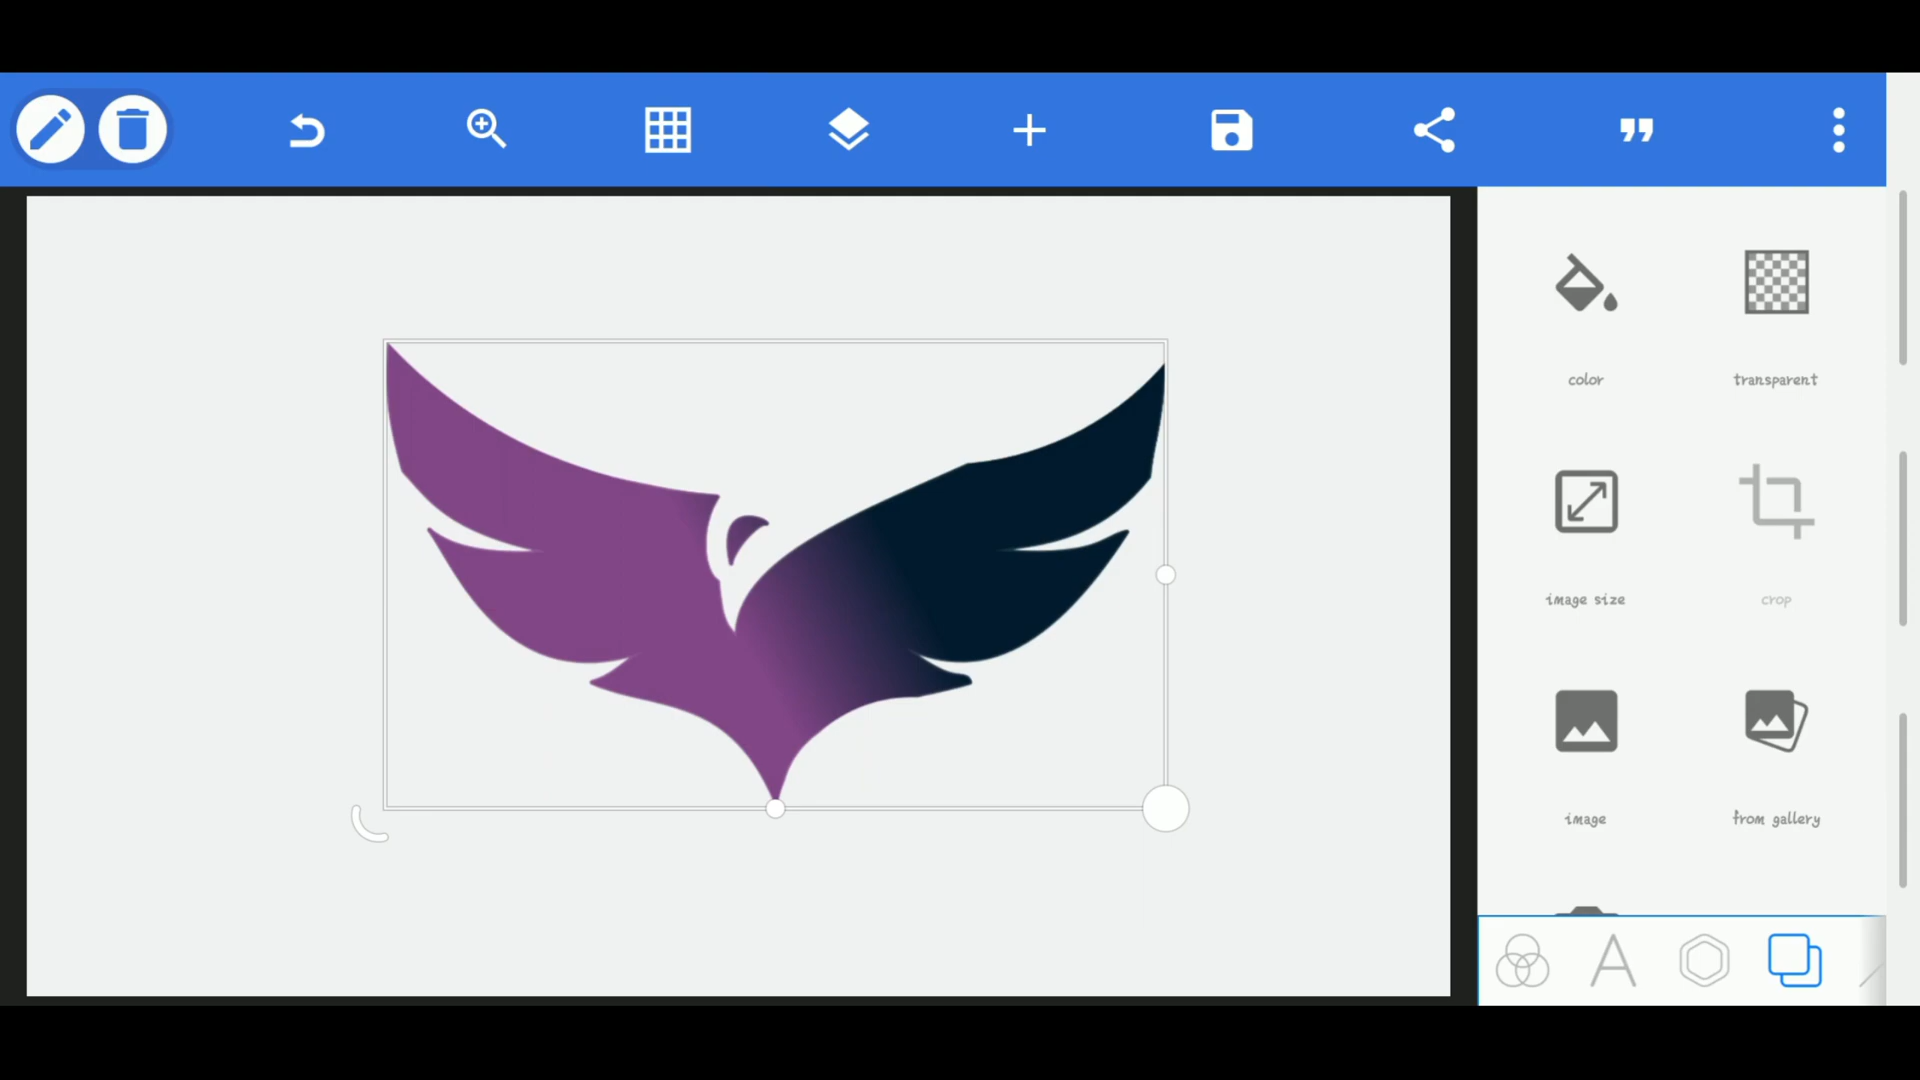 color
transparent
image size
crop
image
from gallery